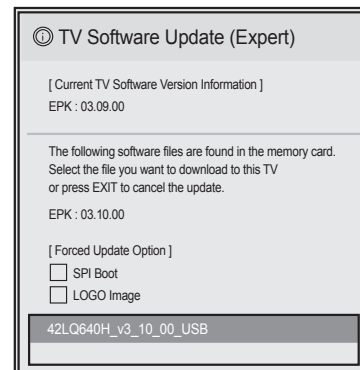 TV Software Update (Expert)
[ Current TV Software Version Information ]
EPK : 03.09.00
The following software files are found in the memory card.
Select the file you want to download to this TV
or press EXIT to cancel the update.
EPK : 03.10.00
[ Forced Update Option ]
SPI Boot
LOGO Image
42LQ640H_v3_10_00_USB